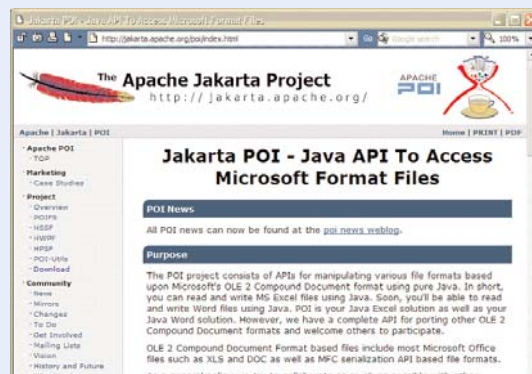 Jakarta POI - Java API To Access Microsoft Format Files
http://jakarta.apache.org/poi/index.html
Go
Google search
100%
The Apache Jakarta Project
http://jakarta.apache.org/
APACHE
POI
Apache | Jakarta | POI
Home | PRINT | PDF
Apache POI
TOP
Marketing
Case Studies
Project
Overview
POIFS
HSSF
HWPF
HPSF
POI-Utils
Download
Community
News
Mirrors
Changes
To Do
Get Involved
Mailing Lists
Vision
History and Future
Jakarta POI - Java API To Access
Microsoft Format Files
POI News
All POI news can now be found at the poi news weblog.
Purpose
The POI project consists of APIs for manipulating various file formats based
upon Microsoft's OLE 2 Compound Document format using pure Java. In short,
you can read and write MS Excel files using Java. Soon, you'll be able to read
and write Word files using Java. POI is your Java Excel solution as well as your
Java Word solution. However, we have a complete API for porting other OLE 2
Compound Document formats and welcome others to participate.
OLE 2 Compound Document Format based files include most Microsoft Office
files such as XLS and DOC as well as MFC serialization API based file formats.